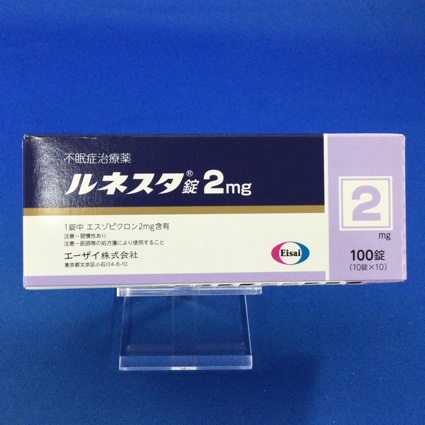 不眠症治療薬
ルネスタ®錠 2mg
1錠中 エスゾピクロン2mg含有
注意−習慣性あり
注意−医師等の処方箋により使用すること
エーザイ株式会社
東京都文京区小石川4-6-10
Eisai
2
mg
100錠
(10錠×10)